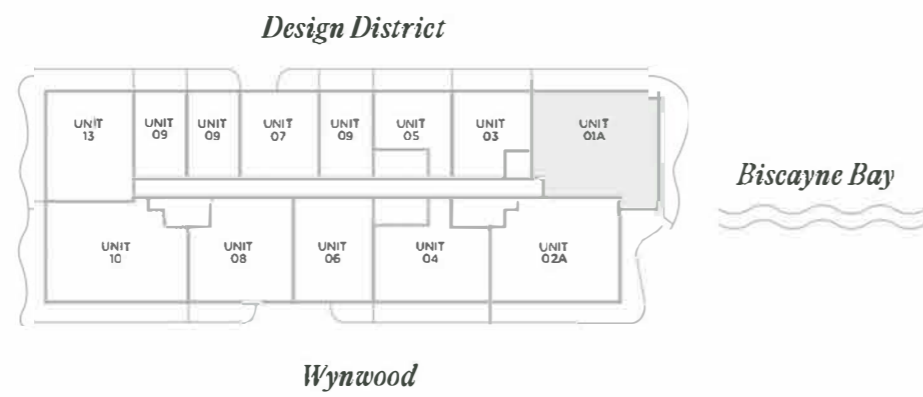 Design District
UNIT
13
UNIT
09
UNIT
09
UNIT
07
UNIT
09
UNIT
05
UNIT
03
UNIT
01A
Biscayne Bay
UNIT
10
UNIT
08
UNIT
06
UNIT
04
UNIT
02A
Wynwood